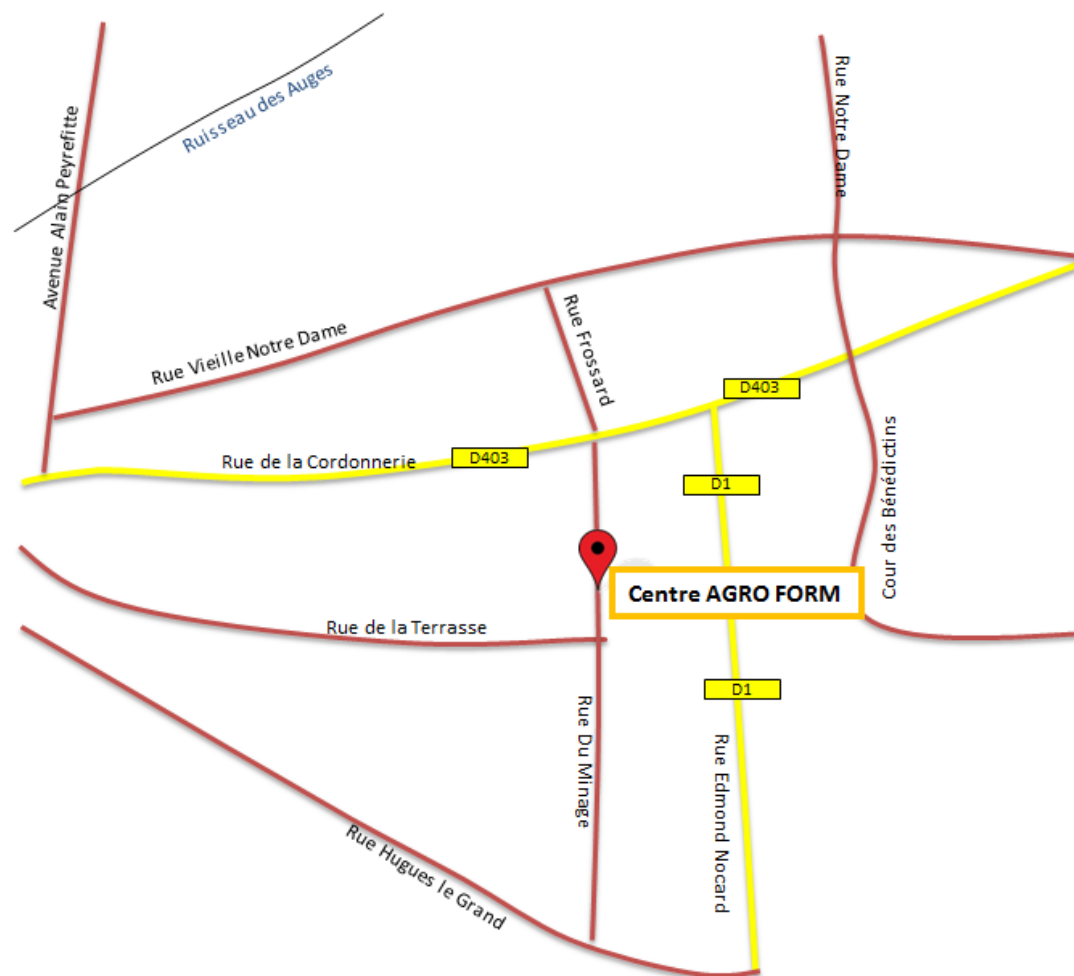 Ruisseau des Auges
Avenue Alain Peyrefitte
Rue Notre Dame
Rue Vieille Notre Dame
Rue Frossard
D403
Rue de la Cordonnerie
D403
D1
Cour des Bénédictins
Centre AGRO FORM
Rue de la Terrasse
D1
Rue Du Minage
Rue Edmond Nocard
Rue Hugues le Grand